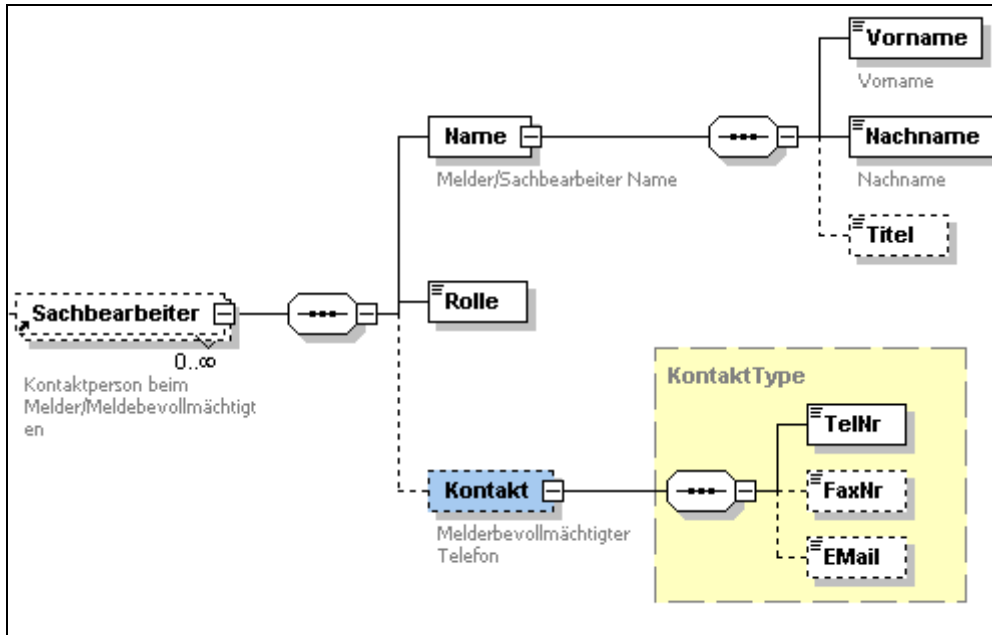 Vorname
Vorname
Name
Nachname
Melder/Sachbearbeiter Name
Nachname
Titel
Sachbearbeiter
0..∞
Kontaktperson beim
Melder/Meldebevollmächtigt
en
Rolle
KontaktType
TelNr
Kontakt
FaxNr
Melderbevollmächtigter
Telefon
EMail